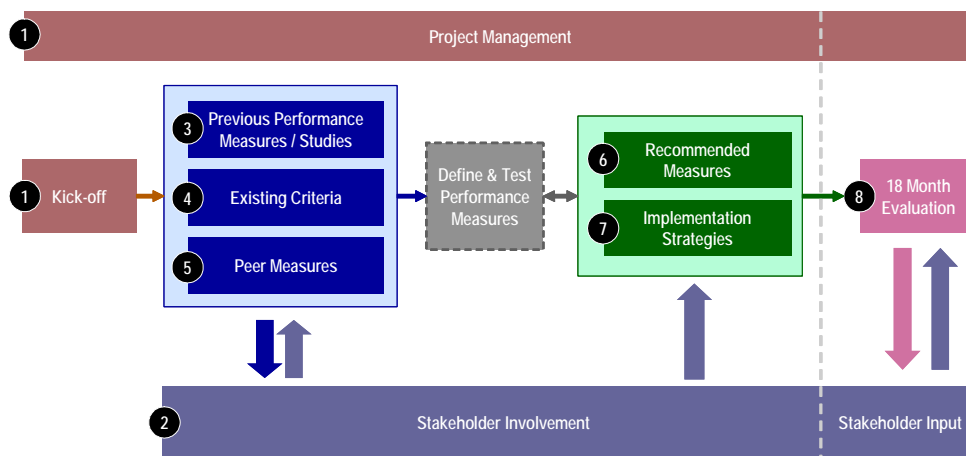 1
Project Management
3
Previous Performance
Measures / Studies
4
Existing Criteria
5
Peer Measures
1
Kick-off
Define & Test
Performance
Measures
6
Recommended
Measures
7
Implementation
Strategies
8
18 Month
Evaluation
2
Stakeholder Involvement
Stakeholder Input